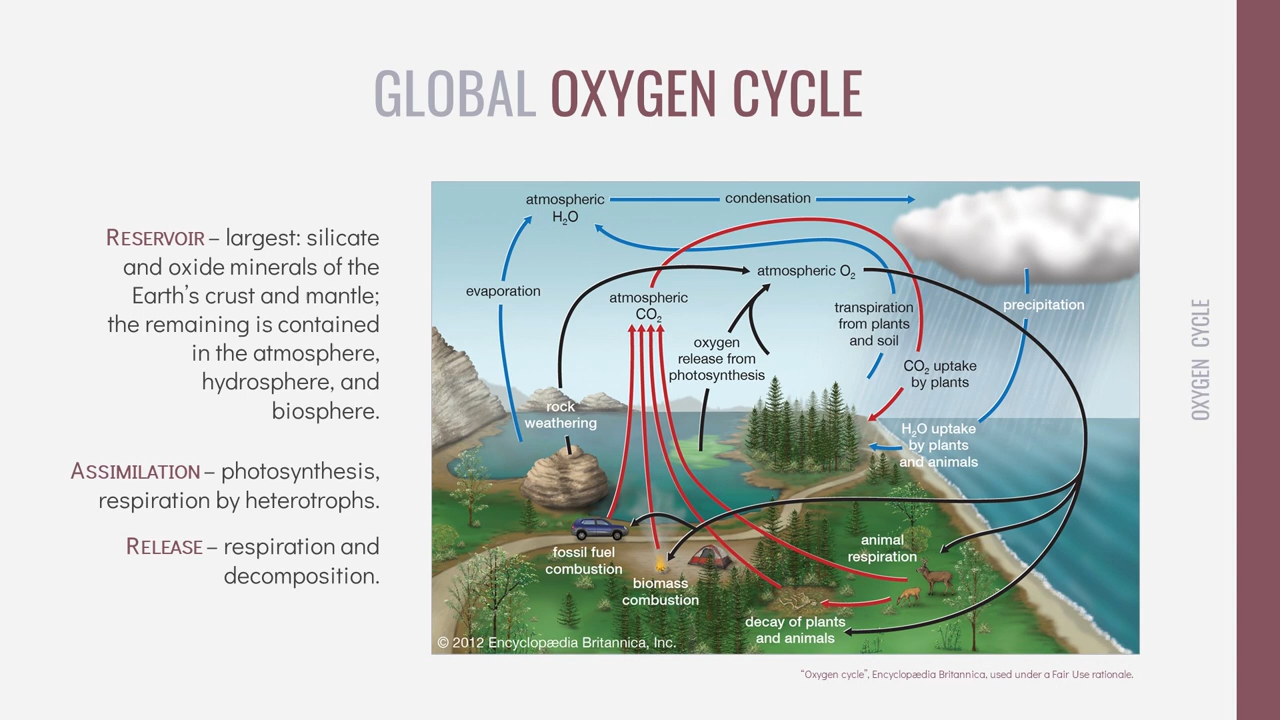 GLOBAL OXYGEN CYCLE
RESERVOIR – largest: silicate
and oxide minerals of the
Earth’s crust and mantle;
the remaining is contained
in the atmosphere,
hydrosphere, and
biosphere.
ASSIMILATION – photosynthesis,
respiration by heterotrophs.
RELEASE – respiration and
decomposition.
atmospheric
H₂O
condensation
evaporation
atmospheric
CO₂
atmospheric O₂
oxygen
release from
photosynthesis
transpiration
from plants
and soil
precipitation
CO₂ uptake
by plants
rock
weathering
H₂O uptake
by plants
and animals
fossil fuel
combustion
biomass
combustion
animal
respiration
decay of plants
and animals
© 2012 Encyclopædia Britannica, Inc.
“Oxygen cycle”, Encyclopædia Britannica, used under a Fair Use rationale.
OXYGEN CYCLE